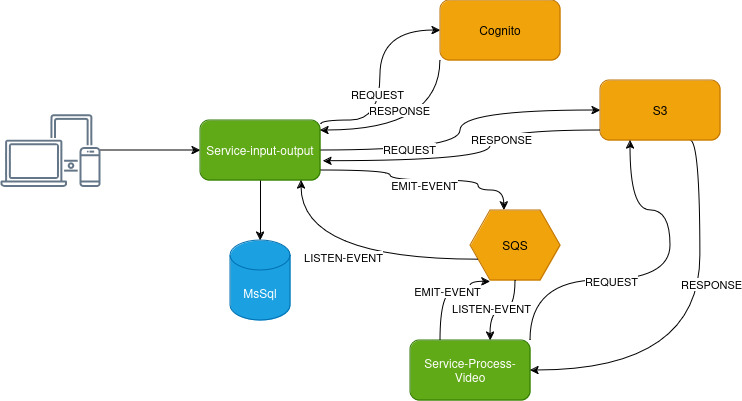 Cognito
REQUEST
RESPONSE
S3
Service-input-output
REQUEST
RESPONSE
EMIT-EVENT
SQS
LISTEN-EVENT
MsSql
EMIT-EVENT
REQUEST
RESPONSE
LISTEN-EVENT
Service-Process-
Video